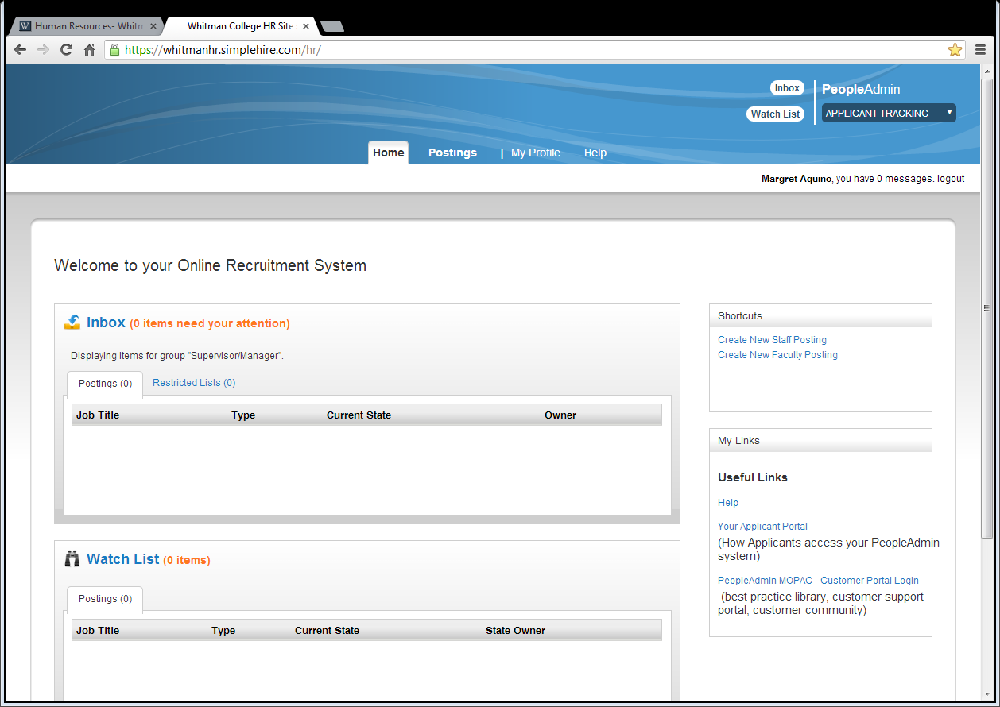 Human Resources- Whitm
Whitman College HR Site
https://whitmanhr.simplehire.com/hr/
Inbox
PeopleAdmin
Watch List
APPLICANT TRACKING
Home Postings | My Profile Help
Margret Aquino, you have 0 messages. logout
Welcome to your Online Recruitment System
Inbox (0 items need your attention)
Displaying items for group "Supervisor/Manager".
Postings (0) Restricted Lists (0)
Job Title Type Current State Owner
Watch List (0 items)
Postings (0)
Job Title Type Current State State Owner
Shortcuts
Create New Staff Posting
Create New Faculty Posting
My Links
Useful Links
Help
Your Applicant Portal
(How Applicants access your PeopleAdmin
system)
PeopleAdmin MOPAC - Customer Portal Login
(best practice library, customer support
portal, customer community)